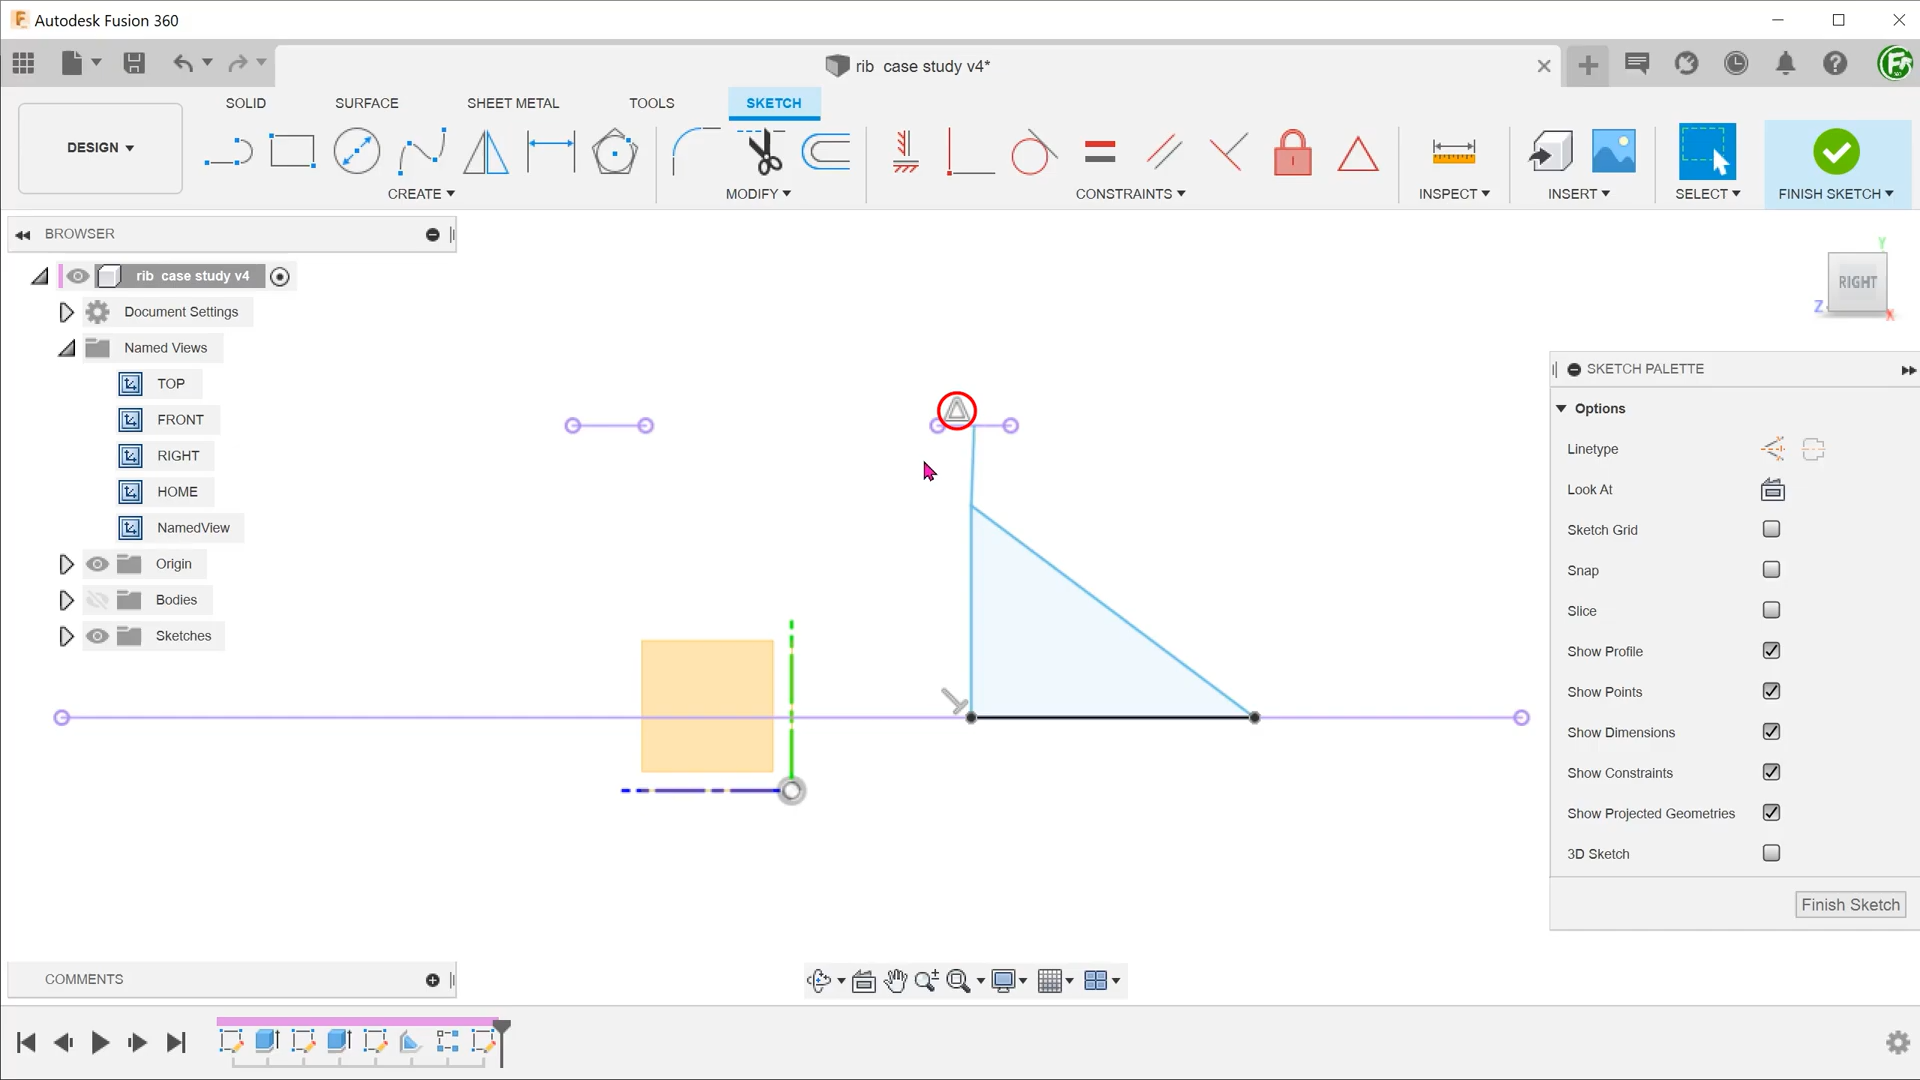 Autodesk Fusion 360
rib case study v4*
SOLID SURFACE SHEET METAL TOOLS SKETCH
DESIGN
CREATE MODIFY CONSTRAINTS INSPECT INSERT SELECT FINISH SKETCH
BROWSER
rib case study v4
Document Settings
Named Views
TOP
FRONT
RIGHT
HOME
NamedView
Origin
Bodies
Sketches
Y
RIGHT
Z
X
SKETCH PALETTE
Options
Linetype
Look At
Sketch Grid
Snap
Slice
Show Profile
Show Points
Show Dimensions
Show Constraints
Show Projected Geometries
3D Sketch
Finish Sketch
COMMENTS